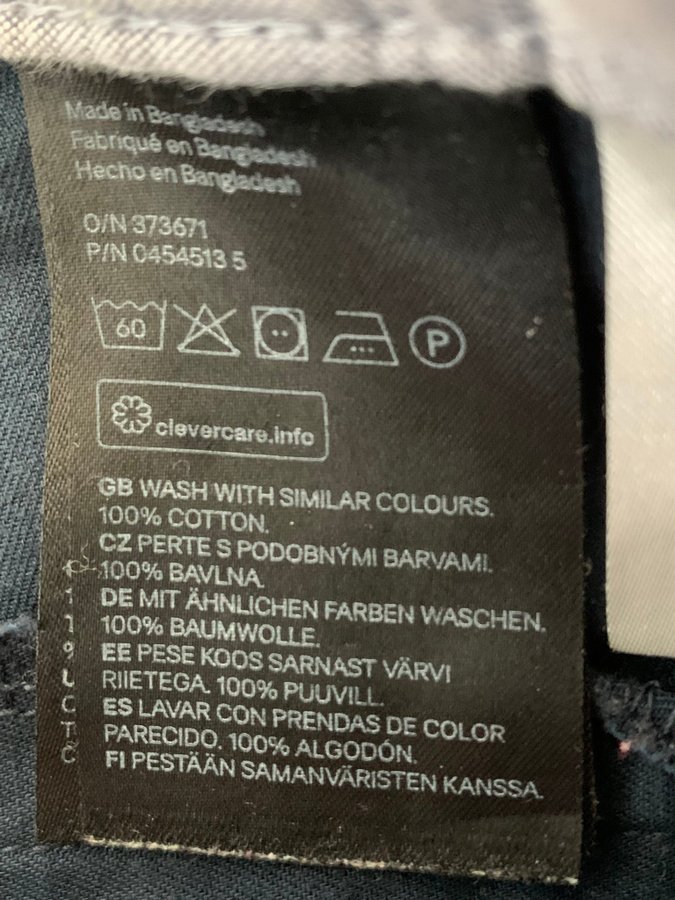 Made in Bangladesh
Fabriqué en Bangladesh
Hecho en Bangladesh
O/N 373671
P/N 0454513 5
60
P
clevercare.info
GB WASH WITH SIMILAR COLOURS.
100% COTTON.
CZ PERTE S PODOBNÝMI BARVAMI.
100% BAVLNA.
DE MIT ÄHNLICHEN FARBEN WASCHEN.
100% BAUMWOLLE.
EE PESE KOOS SARNAST VÄRVI
RIIETEGA. 100% PUUVILL.
ES LAVAR CON PRENDAS DE COLOR
PARECIDO. 100% ALGODÓN.
FI PESTÄÄN SAMANVÄRISTEN KANSSA.